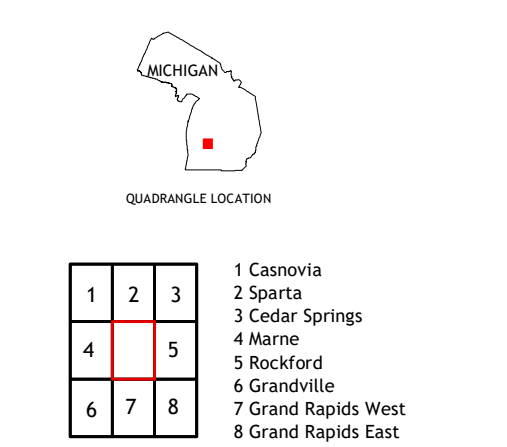 MICHIGAN
QUADRANGLE LOCATION
1 2 3
4 5
6 7 8
1 Casnovia
2 Sparta
3 Cedar Springs
4 Marne
5 Rockford
6 Grandville
7 Grand Rapids West
8 Grand Rapids East